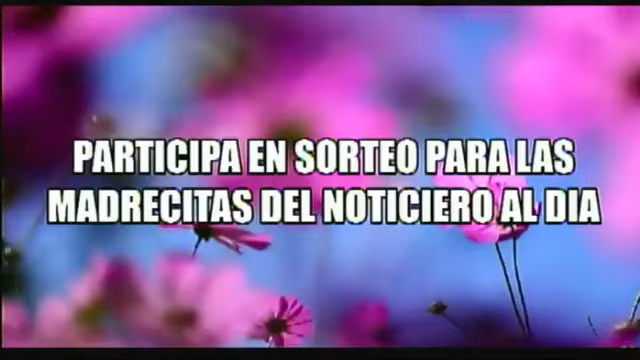 PARTICIPA EN SORTEO PARA LAS
MADRECITAS DEL NOTICIERO AL DIA